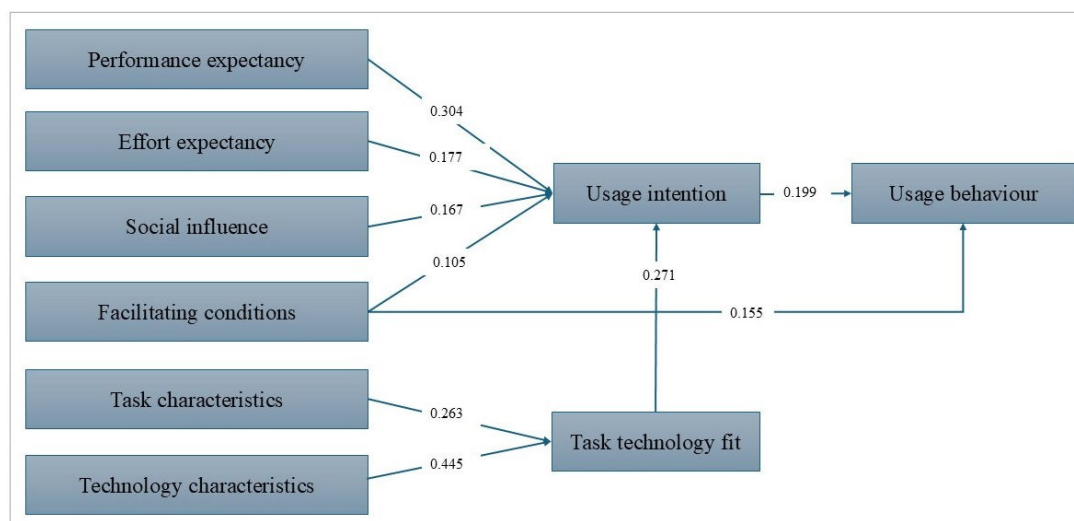 Performance expectancy
0.304
Effort expectancy
0.177
Usage intention
0.199
Usage behaviour
Social influence
0.167
0.105
0.271
Facilitating conditions
0.155
Task characteristics
0.263
Task technology fit
0.445
Technology characteristics